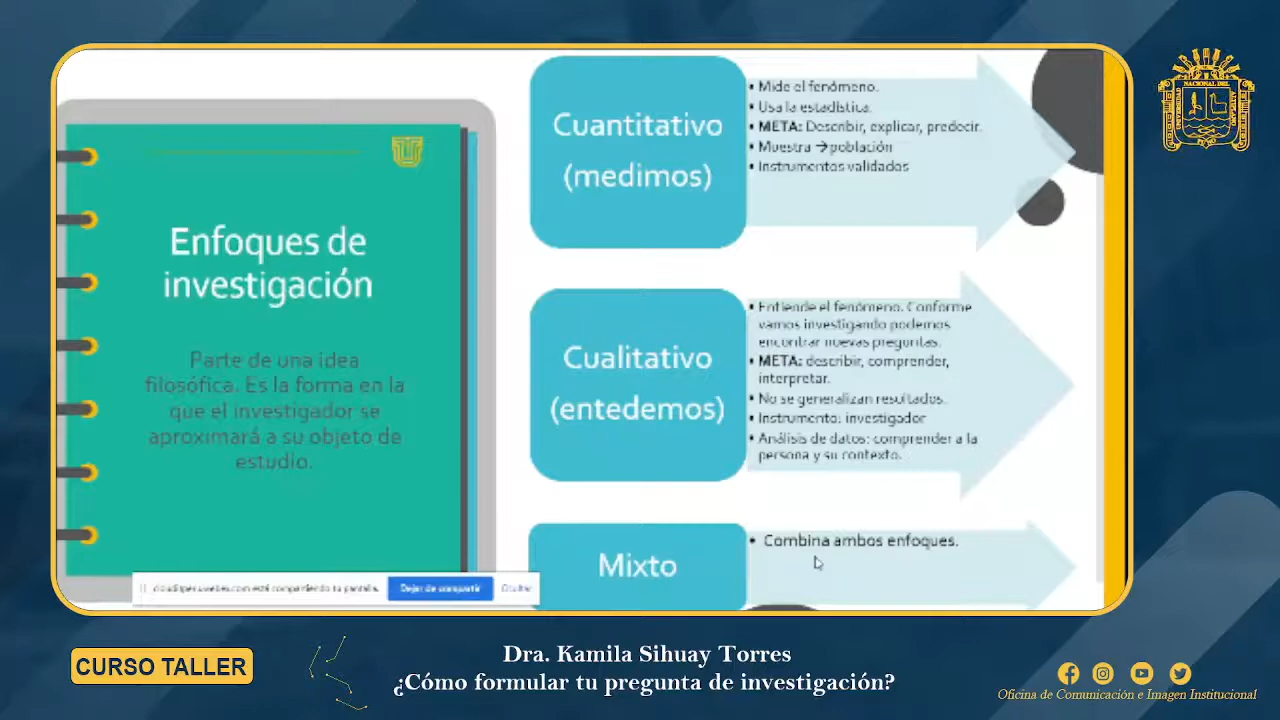 Enfoques de
investigación
Parte de una idea
filosófica. Es la forma en la
que el investigador se
aproximará a su objeto de
estudio.
Cuantitativo
(medimos)
• Mide el fenómeno.
• Usa la estadística.
• META: Describir, explicar, predecir.
• Muestra →población
• Instrumentos validados
Cualitativo
(entedemos)
• Entiende el fenómeno. Conforme
vamos investigando podemos
encontrar nuevas preguntas.
• META: describir, comprender,
interpretar.
• No se generalizan resultados.
• Instrumento: investigador
• Análisis de datos: comprender a la
persona y su contexto.
Mixto
• Combina ambos enfoques.
está compartiendo tu pantalla.
Dejar de compartir
Ocultar
CURSO TALLER
Dra. Kamila Sihuay Torres
¿Cómo formular tu pregunta de investigación?
Oficina de Comunicación e Imagen Institucional